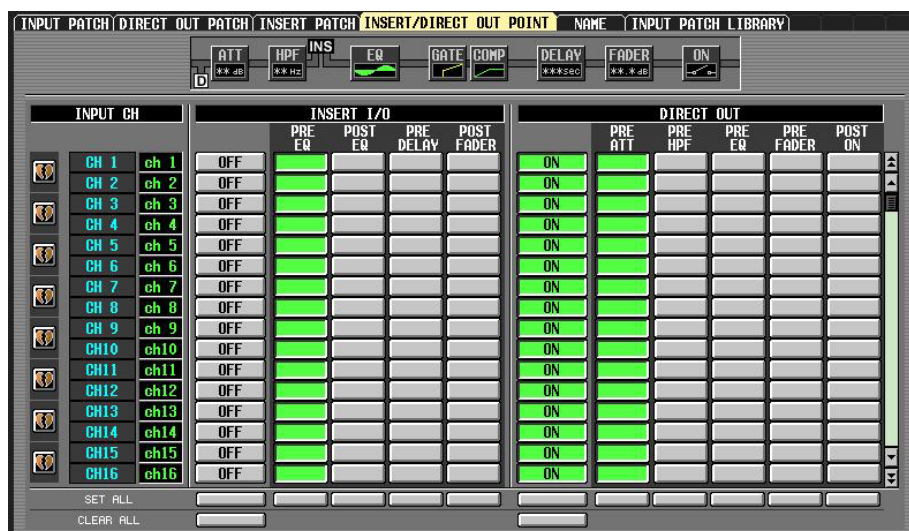 INPUT PATCH DIRECT OUT PATCH INSERT PATCH INSERT/DIRECT OUT POINT NAME INPUT PATCH LIBRARY
ATT HPF INS EQ GATE COMP DELAY FADER ON
D ** dB ** Hz ***sec **.*dB
INPUT CH INSERT I/O DIRECT OUT
PRE EQ POST EQ PRE DELAY POST FADER PRE ATT PRE HPF PRE EQ PRE FADER POST ON
CH 1 ch 1 OFF ON
CH 2 ch 2 OFF ON
CH 3 ch 3 OFF ON
CH 4 ch 4 OFF ON
CH 5 ch 5 OFF ON
CH 6 ch 6 OFF ON
CH 7 ch 7 OFF ON
CH 8 ch 8 OFF ON
CH 9 ch 9 OFF ON
CH10 ch10 OFF ON
CH11 ch11 OFF ON
CH12 ch12 OFF ON
CH13 ch13 OFF ON
CH14 ch14 OFF ON
CH15 ch15 OFF ON
CH16 ch16 OFF ON
SET ALL
CLEAR ALL